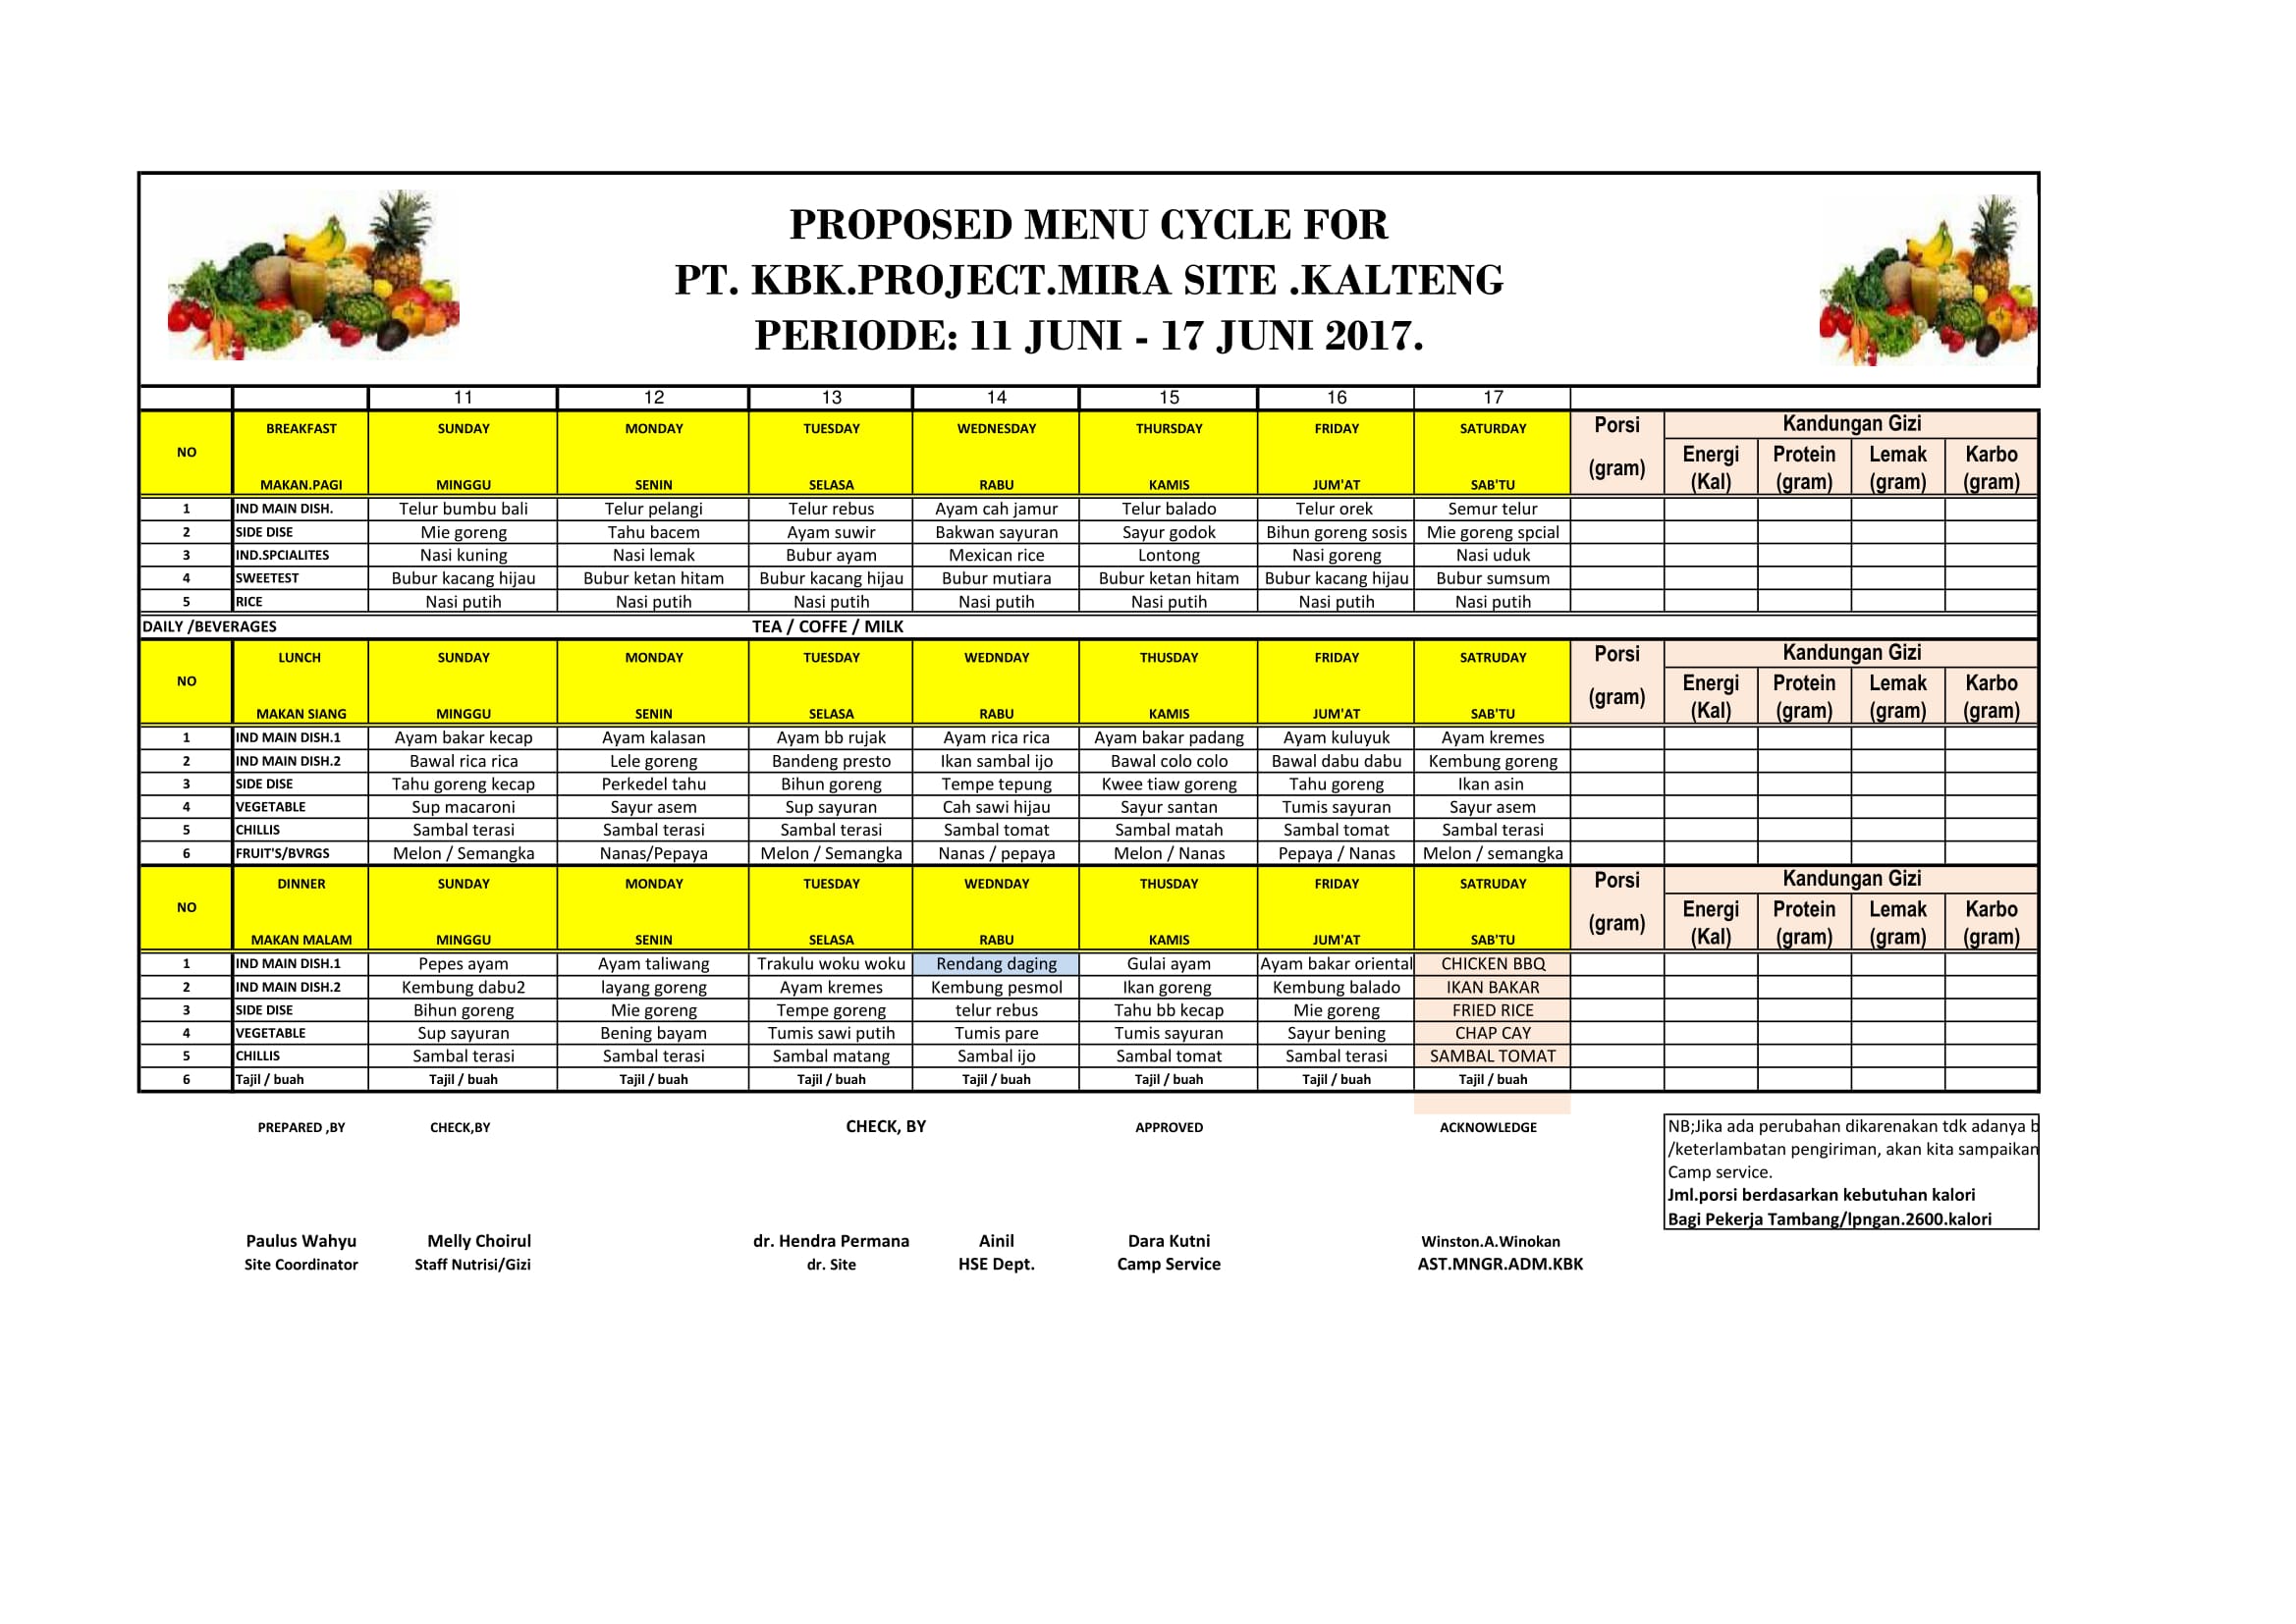 PROPOSED MENU CYCLE FOR
PT. KBK.PROJECT.MIRA SITE .KALTENG
PERIODE: 11 JUNI - 17 JUNI 2017.
11 12 13 14 15 16 17
NO BREAKFAST SUNDAY MONDAY TUESDAY WEDNESDAY THURSDAY FRIDAY SATURDAY Porsi Kandungan Gizi
MAKAN.PAGI MINGGU SENIN SELASA RABU KAMIS JUM'AT SAB'TU (gram) Energi (Kal) Protein (gram) Lemak (gram) Karbo (gram)
1 IND MAIN DISH. Telur bumbu bali Telur pelangi Telur rebus Ayam cah jamur Telur balado Telur orek Semur telur
2 SIDE DISE Mie goreng Tahu bacem Ayam suwir Bakwan sayuran Sayur godok Bihun goreng sosis Mie goreng spcial
3 IND.SPCIALITES Nasi kuning Nasi lemak Bubur ayam Mexican rice Lontong Nasi goreng Nasi uduk
4 SWEETEST Bubur kacang hijau Bubur ketan hitam Bubur kacang hijau Bubur mutiara Bubur ketan hitam Bubur kacang hijau Bubur sumsum
5 RICE Nasi putih Nasi putih Nasi putih Nasi putih Nasi putih Nasi putih Nasi putih
DAILY /BEVERAGES TEA / COFFE / MILK
NO LUNCH SUNDAY MONDAY TUESDAY WEDNDAY THUSDAY FRIDAY SATRUDAY Porsi Kandungan Gizi
MAKAN SIANG MINGGU SENIN SELASA RABU KAMIS JUM'AT SAB'TU (gram) Energi (Kal) Protein (gram) Lemak (gram) Karbo (gram)
1 IND MAIN DISH.1 Ayam bakar kecap Ayam kalasan Ayam bb rujak Ayam rica rica Ayam bakar padang Ayam kuluyuk Ayam kremes
2 IND MAIN DISH.2 Bawal rica rica Lele goreng Bandeng presto Ikan sambal ijo Bawal colo colo Bawal dabu dabu Kembung goreng
3 SIDE DISE Tahu goreng kecap Perkedel tahu Bihun goreng Tempe tepung Kwee tiaw goreng Tahu goreng Ikan asin
4 VEGETABLE Sup macaroni Sayur asem Sup sayuran Cah sawi hijau Sayur santan Tumis sayuran Sayur asem
5 CHILLIS Sambal terasi Sambal terasi Sambal terasi Sambal tomat Sambal matah Sambal tomat Sambal terasi
6 FRUIT'S/BVRGS Melon / Semangka Nanas/Pepaya Melon / Semangka Nanas / pepaya Melon / Nanas Pepaya / Nanas Melon / semangka
NO DINNER SUNDAY MONDAY TUESDAY WEDNDAY THUSDAY FRIDAY SATRUDAY Porsi Kandungan Gizi
MAKAN MALAM MINGGU SENIN SELASA RABU KAMIS JUM'AT SAB'TU (gram) Energi (Kal) Protein (gram) Lemak (gram) Karbo (gram)
1 IND MAIN DISH.1 Pepes ayam Ayam taliwang Trakulu woku woku Rendang daging Gulai ayam Ayam bakar oriental CHICKEN BBQ
2 IND MAIN DISH.2 Kembung dabu2 layang goreng Ayam kremes Kembung pesmol Ikan goreng Kembung balado IKAN BAKAR
3 SIDE DISE Bihun goreng Mie goreng Tempe goreng telur rebus Tahu bb kecap Mie goreng FRIED RICE
4 VEGETABLE Sup sayuran Bening bayam Tumis sawi putih Tumis pare Tumis sayuran Sayur bening CHAP CAY
5 CHILLIS Sambal terasi Sambal terasi Sambal matang Sambal ijo Sambal tomat Sambal terasi SAMBAL TOMAT
6 Tajil / buah Tajil / buah Tajil / buah Tajil / buah Tajil / buah Tajil / buah Tajil / buah Tajil / buah
PREPARED ,BY CHECK,BY CHECK, BY APPROVED ACKNOWLEDGE
NB;Jika ada perubahan dikarenakan tdk adanya b
/keterlambatan pengiriman, akan kita sampaikan
Camp service.
Jml.porsi berdasarkan kebutuhan kalori
Bagi Pekerja Tambang/lpngan.2600.kalori
Paulus Wahyu Melly Choirul dr. Hendra Permana Ainil Dara Kutni Winston.A.Winokan
Site Coordinator Staff Nutrisi/Gizi dr. Site HSE Dept. Camp Service AST.MNGR.ADM.KBK